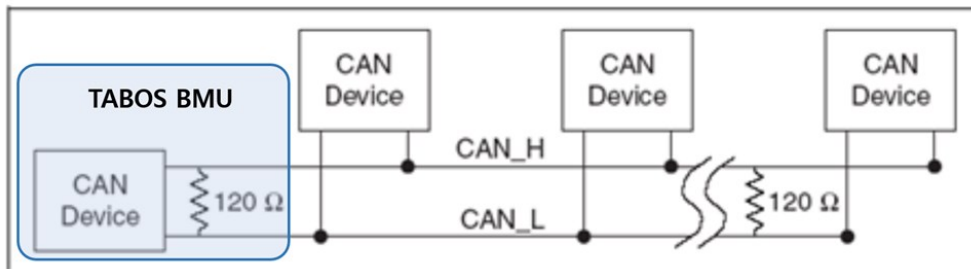 TABOS BMU
CAN
Device
120 Ω
CAN
Device
CAN
Device
CAN
Device
CAN_H
CAN_L
120 Ω